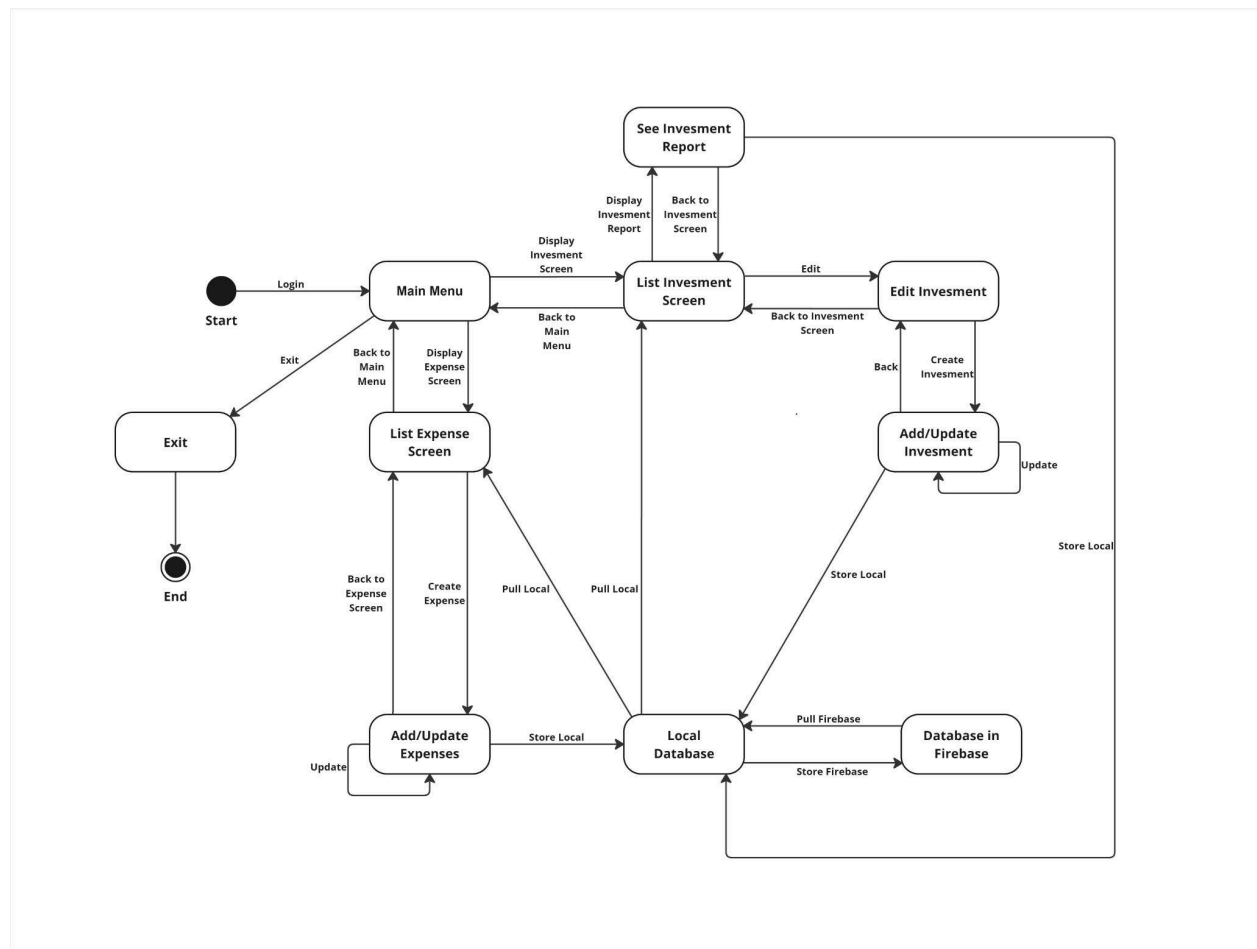 See Invesment
Report
Display
Invesment
Report
Back to
Invesment
Screen
Display
Invesment
Screen
Login
Main Menu
List Invesment
Screen
Edit
Edit Invesment
Start
Back to
Main
Menu
Back to Invesment
Screen
Exit
Back to
Main
Menu
Display
Expense
Screen
Back
Create
Invesment
Exit
List Expense
Screen
Add/Update
Invesment
Update
Store Local
End
Back to
Expense
Screen
Create
Expense
Pull Local
Pull Local
Store Local
Add/Update
Expenses
Update
Store Local
Local
Database
Pull Firebase
Store Firebase
Database in
Firebase